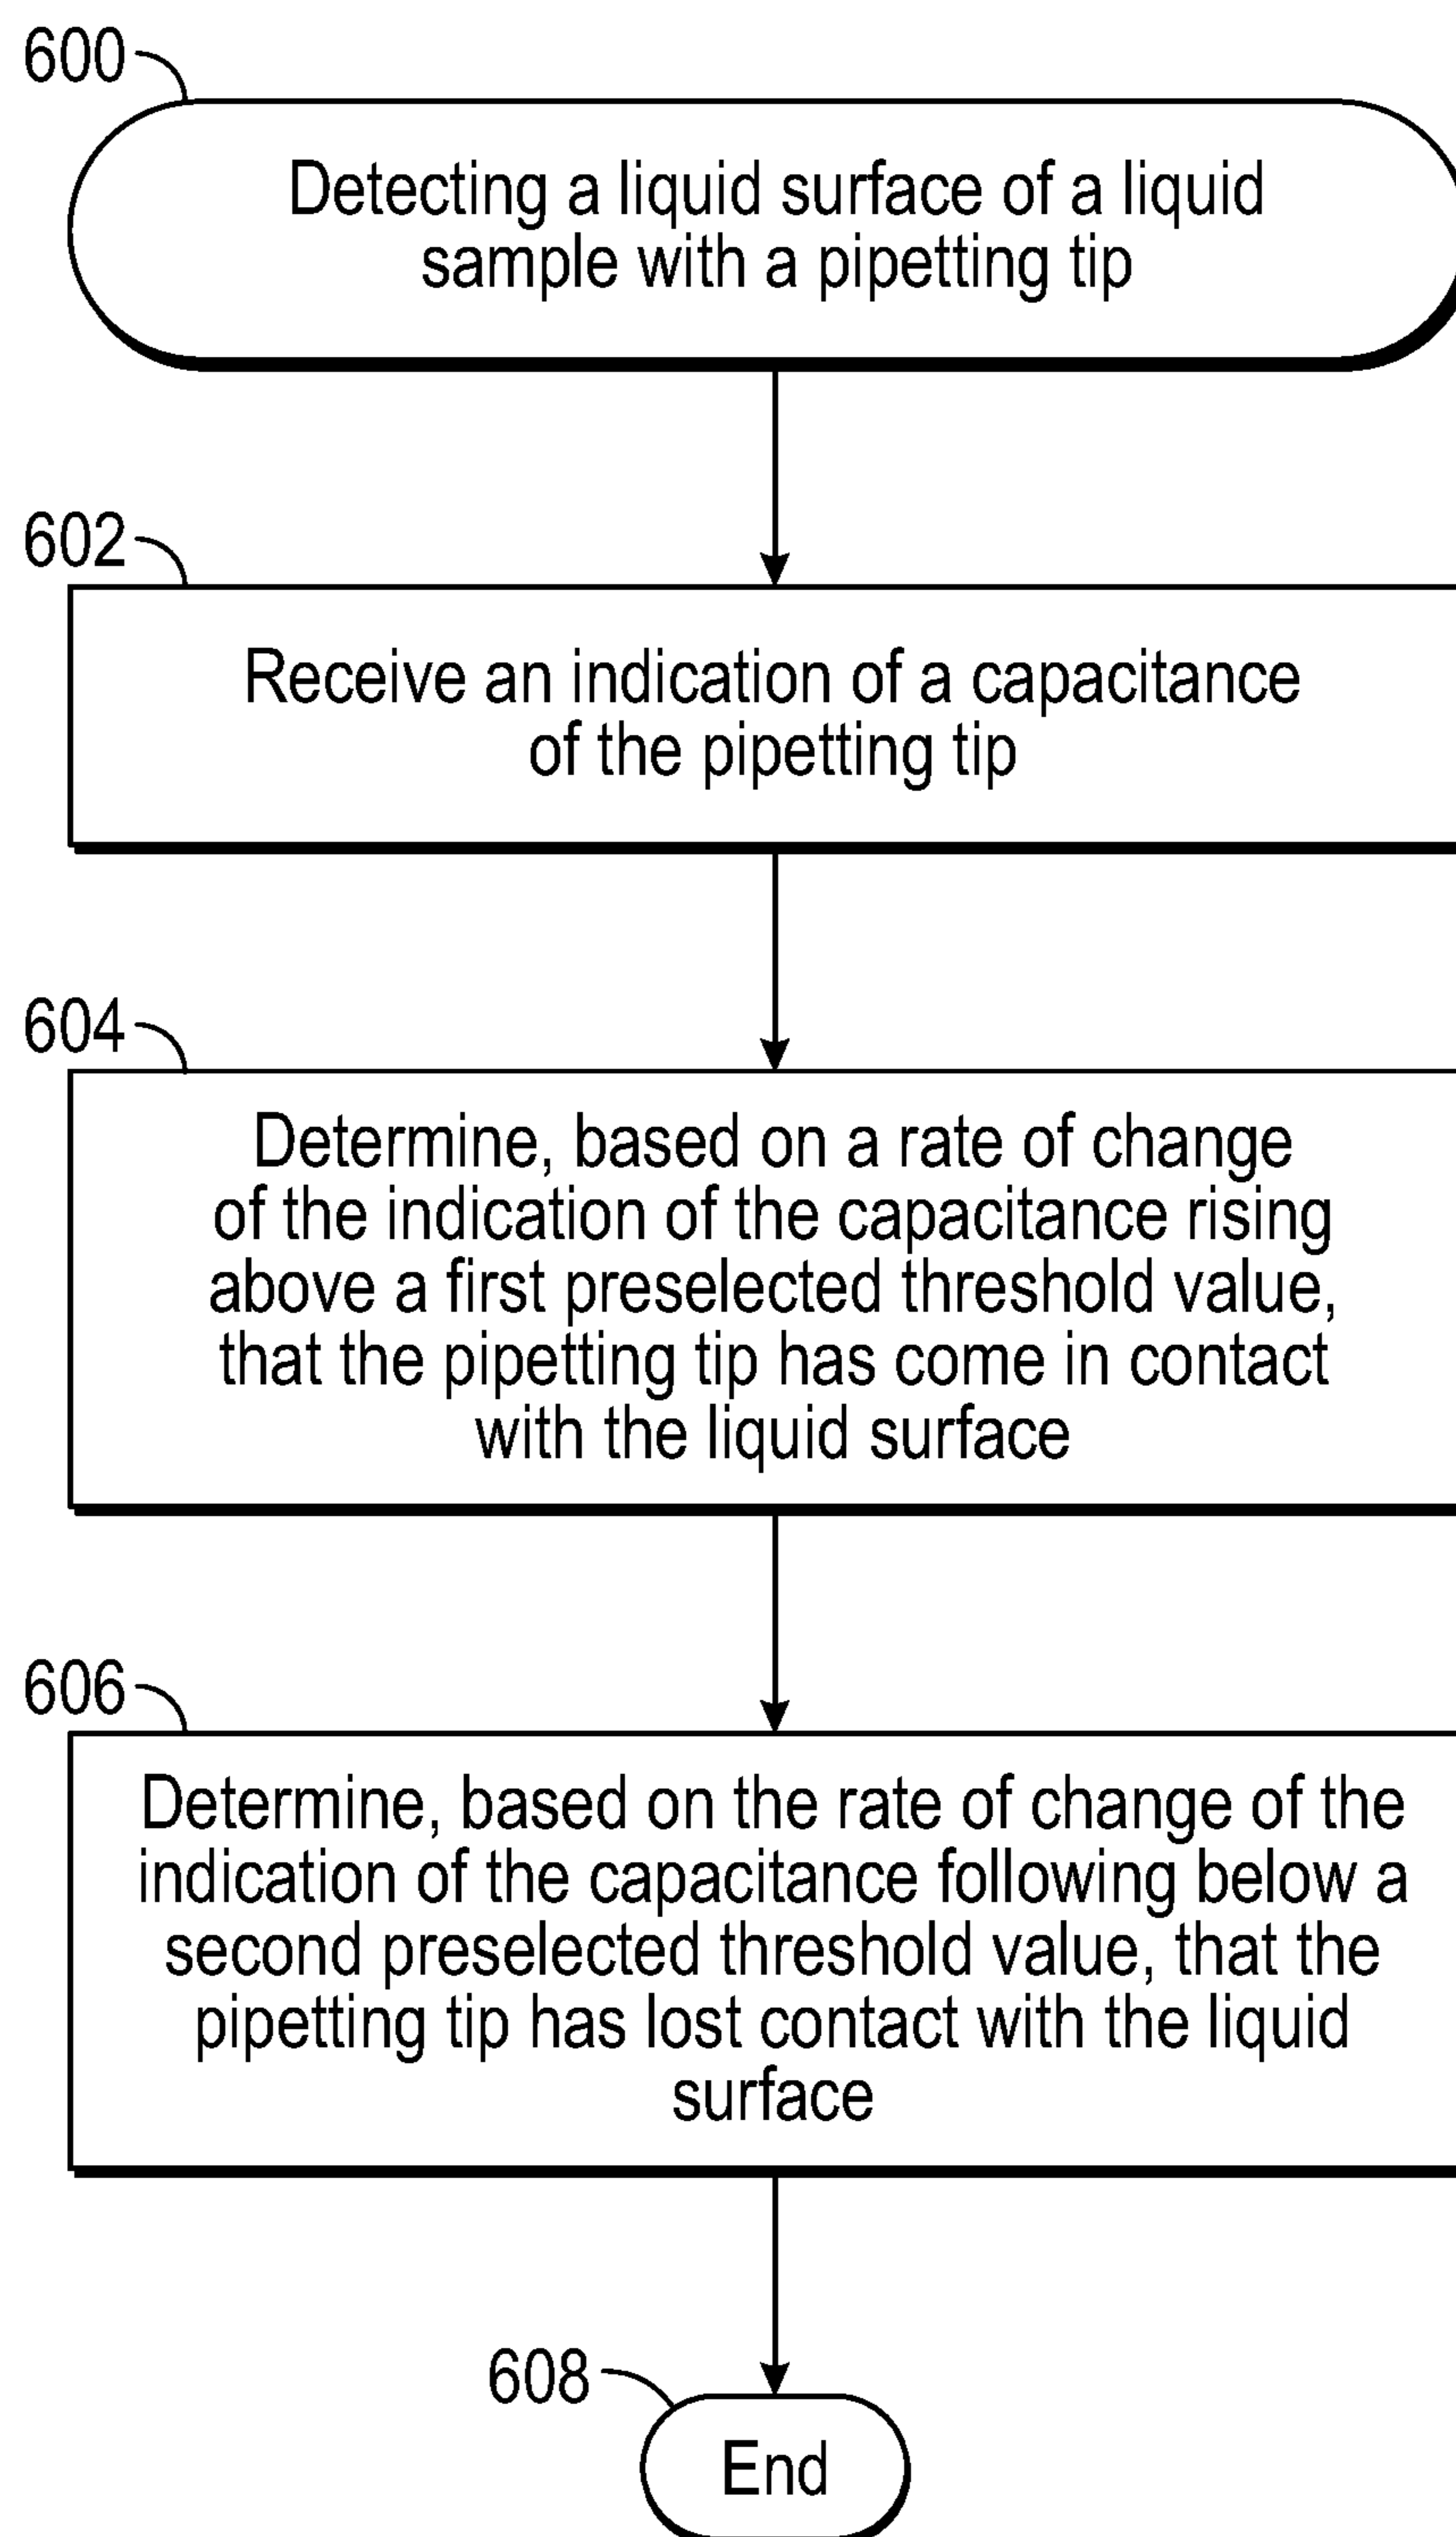 600
Detecting a liquid surface of a liquid
sample with a pipetting tip
602
Receive an indication of a capacitance
of the pipetting tip
604
Determine, based on a rate of change
of the indication of the capacitance rising
above a first preselected threshold value,
that the pipetting tip has come in contact
with the liquid surface
606
Determine, based on the rate of change of the
indication of the capacitance following below a
second preselected threshold value, that the
pipetting tip has lost contact with the liquid
surface
608
End